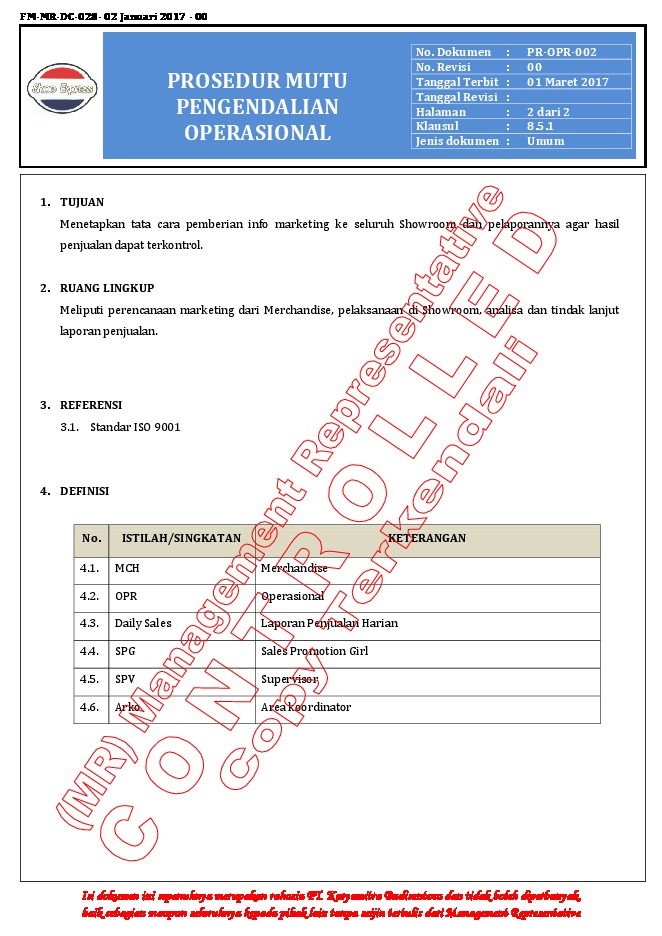 FM-MR-DC-028- 02 Januari 2017 - 00
Shoes Express
PROSEDUR MUTU
PENGENDALIAN
OPERASIONAL
No. Dokumen : PR-OPR-002
No. Revisi : 00
Tanggal Terbit : 01 Maret 2017
Tanggal Revisi :
Halaman : 2 dari 2
Klausul : 8.5.1
Jenis dokumen : Umum
1. TUJUAN
Menetapkan tata cara pemberian info marketing ke seluruh Showroom dan pelaporannya agar hasil
penjualan dapat terkontrol.
2. RUANG LINGKUP
Meliputi perencanaan marketing dari Merchandise, pelaksanaan di Showroom, analisa dan tindak lanjut
laporan penjualan.
3. REFERENSI
3.1. Standar ISO 9001
4. DEFINISI
No. ISTILAH/SINGKATAN KETERANGAN
4.1. MCH Merchandise
4.2. OPR Operasional
4.3. Daily Sales Laporan Penjualan Harian
4.4. SPG Sales Promotion Girl
4.5. SPV Supervisor
4.6. Arko Area koordinator
(MR) Management Representative
CONTROLLED
Copy Terkendali
Isi dokumen ini sepenuhnya merupakan rahasia PT. Karyamitra Budisentosa dan tidak boleh diperbanyak,
baik sebagian maupun seluruhnya kepada pihak lain tanpa seijin tertulis dari Management Representative